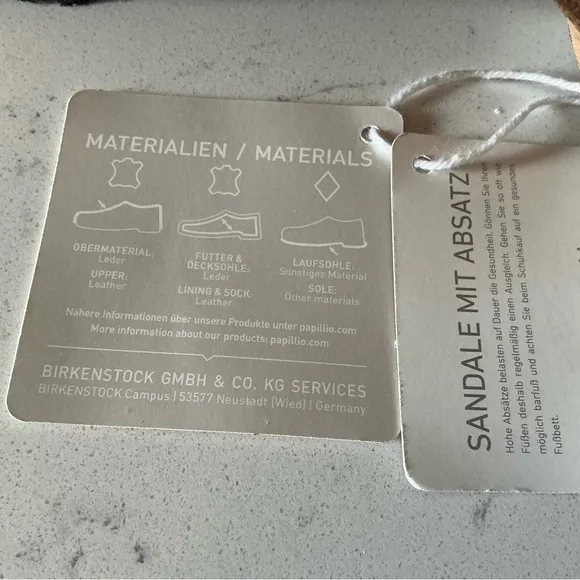 MATERIALIEN / MATERIALS
OBERMATERIAL:
Leder
UPPER:
Leather
FUTTER &
DECKSOHLE:
Leder
LINING & SOCK:
Leather
LAUFSOHLE:
Sonstiges Material
SOLE:
Other materials
Nähere Informationen über unsere Produkte unter papillio.com
More information about our products: papillio.com
BIRKENSTOCK GMBH & CO. KG SERVICES
BIRKENSTOCK Campus | 53577 Neustadt (Wied) | Germany
SANDALE MIT ABSATZ
Hohe Absätze belasten auf Dauer die Gesundheit. Gönnen Sie Ihren
Füßen deshalb regelmäßig einen Ausgleich. Gehen Sie so oft wie
möglich barfuß und achten Sie beim Schuhkauf auf ein gesundes
Fußbett.